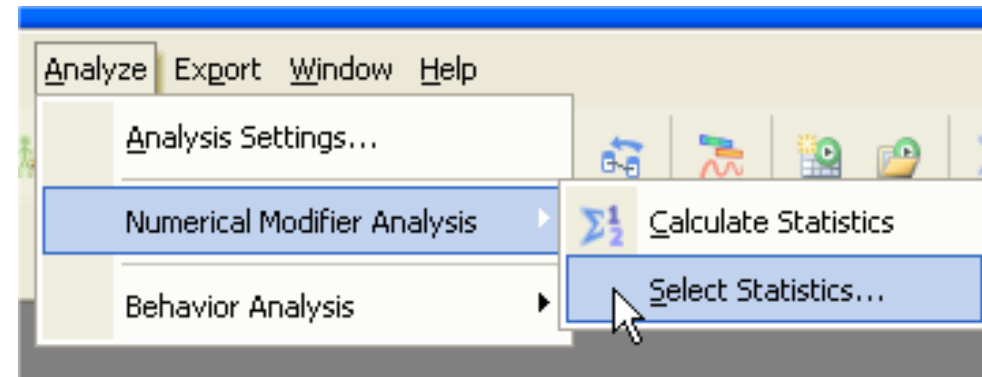 Analyze Export Window Help
Analysis Settings...
Numerical Modifier Analysis
Calculate Statistics
Select Statistics...
Behavior Analysis